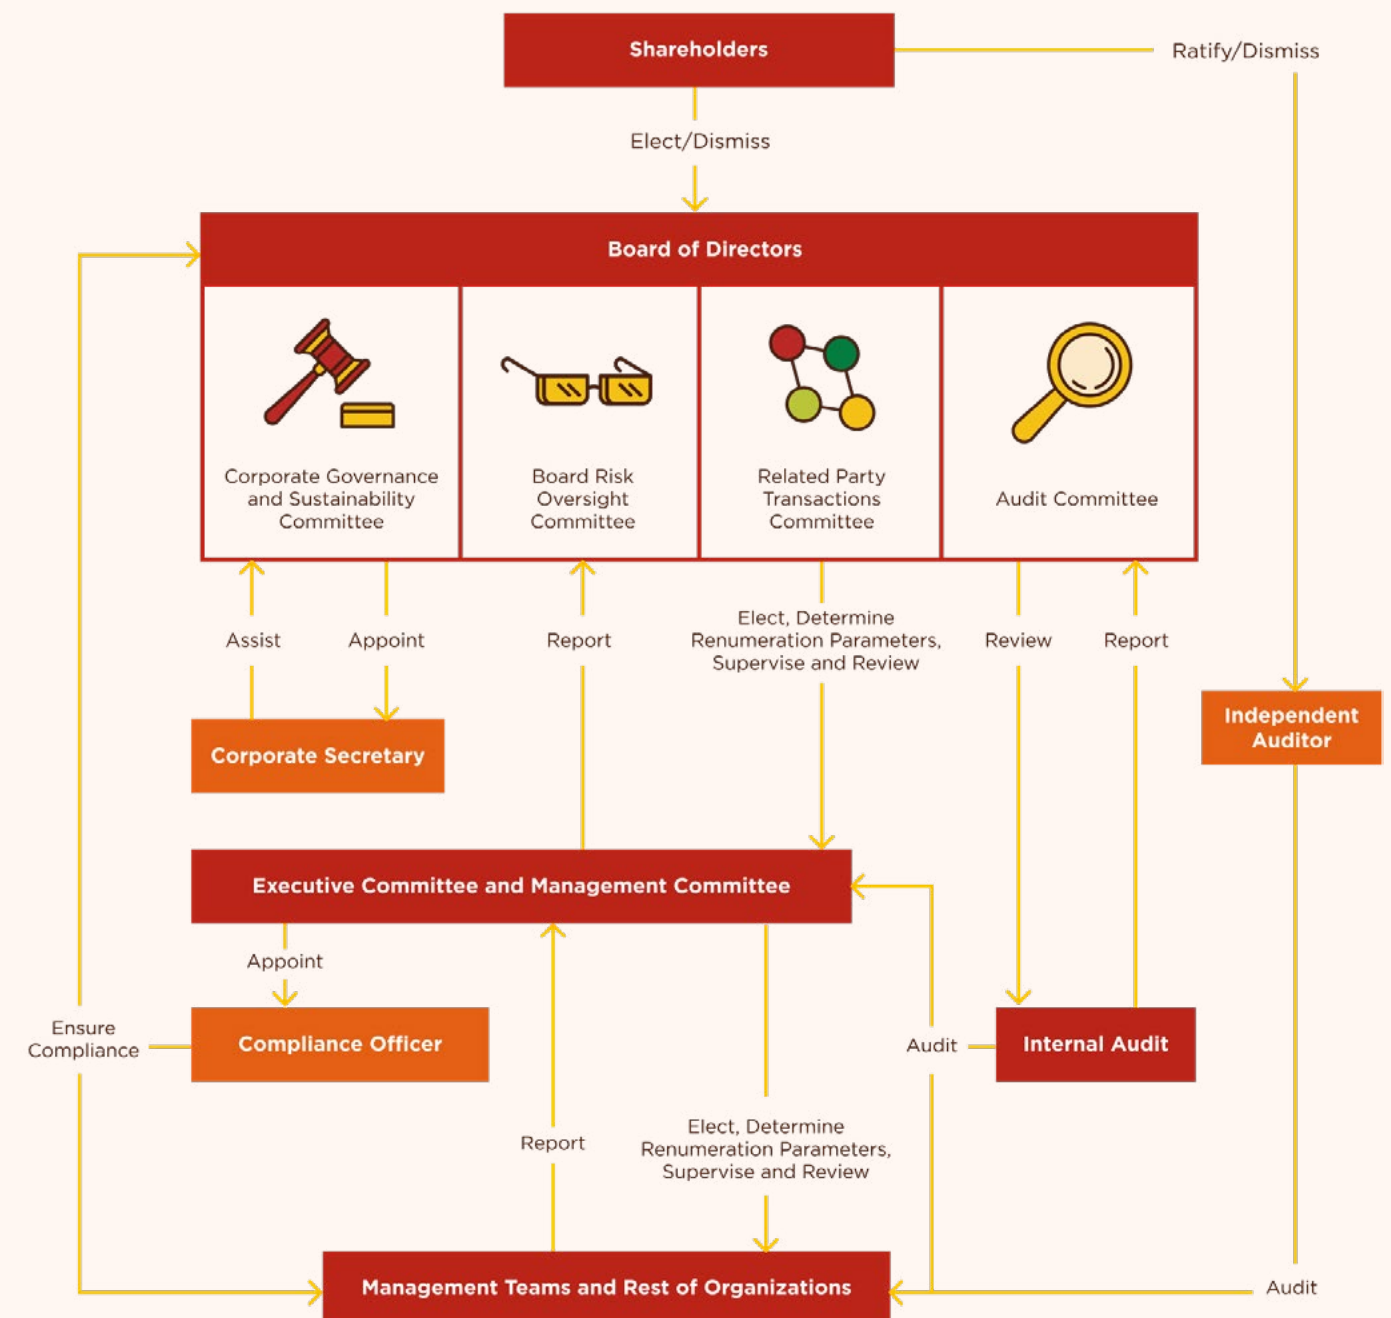 Shareholders
Ratify/Dismiss
Elect/Dismiss
Board of Directors
Corporate Governance
and Sustainability
Committee
Board Risk
Oversight
Committee
Related Party
Transactions
Committee
Audit Committee
Assist
Appoint
Report
Elect, Determine
Renumeration Parameters,
Supervise and Review
Review
Report
Corporate Secretary
Independent
Auditor
Executive Committee and Management Committee
Appoint
Ensure
Compliance
Compliance Officer
Audit
Internal Audit
Report
Elect, Determine
Renumeration Parameters,
Supervise and Review
Management Teams and Rest of Organizations
Audit